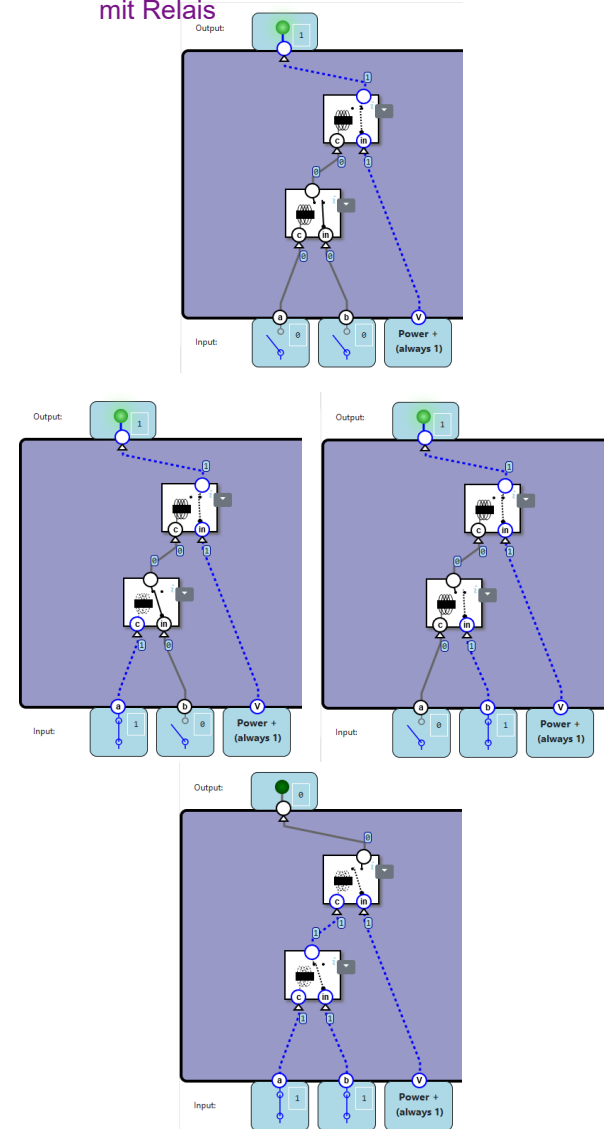 mit Relais
Output:
1
1
c
in
0
1
0
c
in
0
0
a
b
V
Input:
0
0
Power +
(always 1)
Output:
1
1
c
in
0
1
0
c
in
1
0
a
b
V
Input:
1
0
Power +
(always 1)
Output:
1
1
c
in
0
1
0
c
in
0
1
a
b
V
Input:
0
1
Power +
(always 1)
Output:
0
0
c
in
1
1
1
c
in
1
1
a
b
V
Input:
1
1
Power +
(always 1)